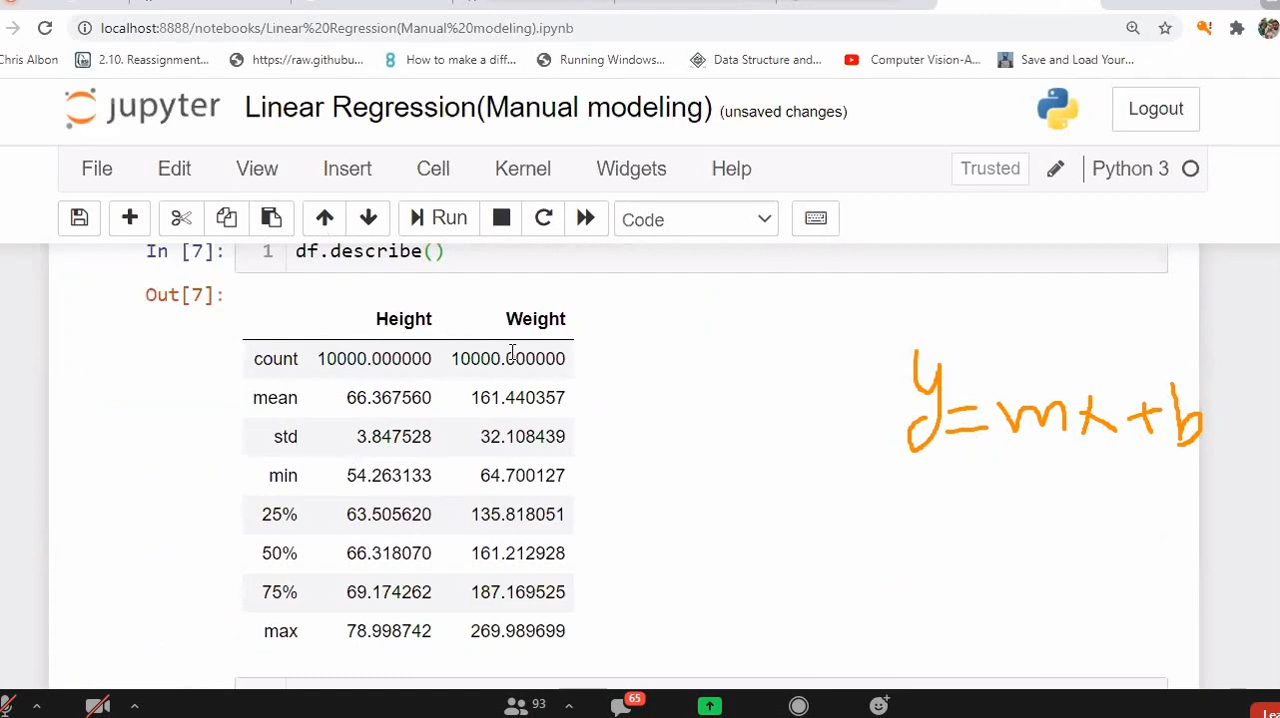 localhost:8888/notebooks/Linear%20Regression(Manual%20modeling).ipynb
Chris Albon 2.10. Reassignment... https://raw.githubu... How to make a diff... Running Windows... Data Structure and... Computer Vision-A... Save and Load Your...
jupyter Linear Regression(Manual modeling) (unsaved changes) Logout
File Edit View Insert Cell Kernel Widgets Help Trusted Python 3
Run Code
In [7]: 1 df.describe()
Out[7]:
Height Weight
count 10000.000000 10000.000000
mean 66.367560 161.440357
std 3.847528 32.108439
min 54.263133 64.700127
25% 63.505620 135.818051
50% 66.318070 161.212928
75% 69.174262 187.169525
max 78.998742 269.989699
y=mx+b
93 65